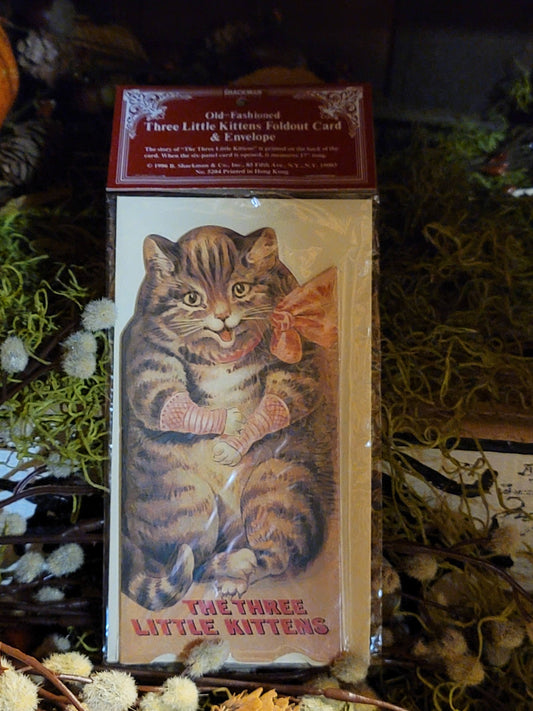 SHACKMAN
Old-Fashioned
Three Little Kittens Foldout Card
& Envelope
The story of "The Three Little Kittens" is printed on the back of the
card. When the six-panel card is opened, it measures 17" long.
© 1986 B. Shackman & Co., Inc., 85 Fifth Ave., N.Y., N.Y. 10003
No. 5204 Printed in Hong Kong
THE THREE
LITTLE KITTENS